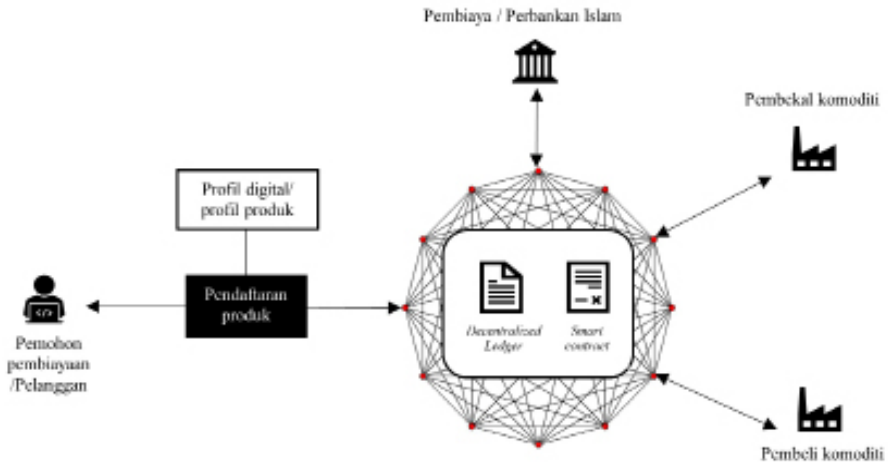 Pembiaya / Perbankan Islam
Pembekal komoditi
Profil digital/
profil produk
Pendaftaran
produk
Pemohon
pembiayaan
/Pelanggan
Decentralized
Ledger
Smart
contract
Pembeli komoditi